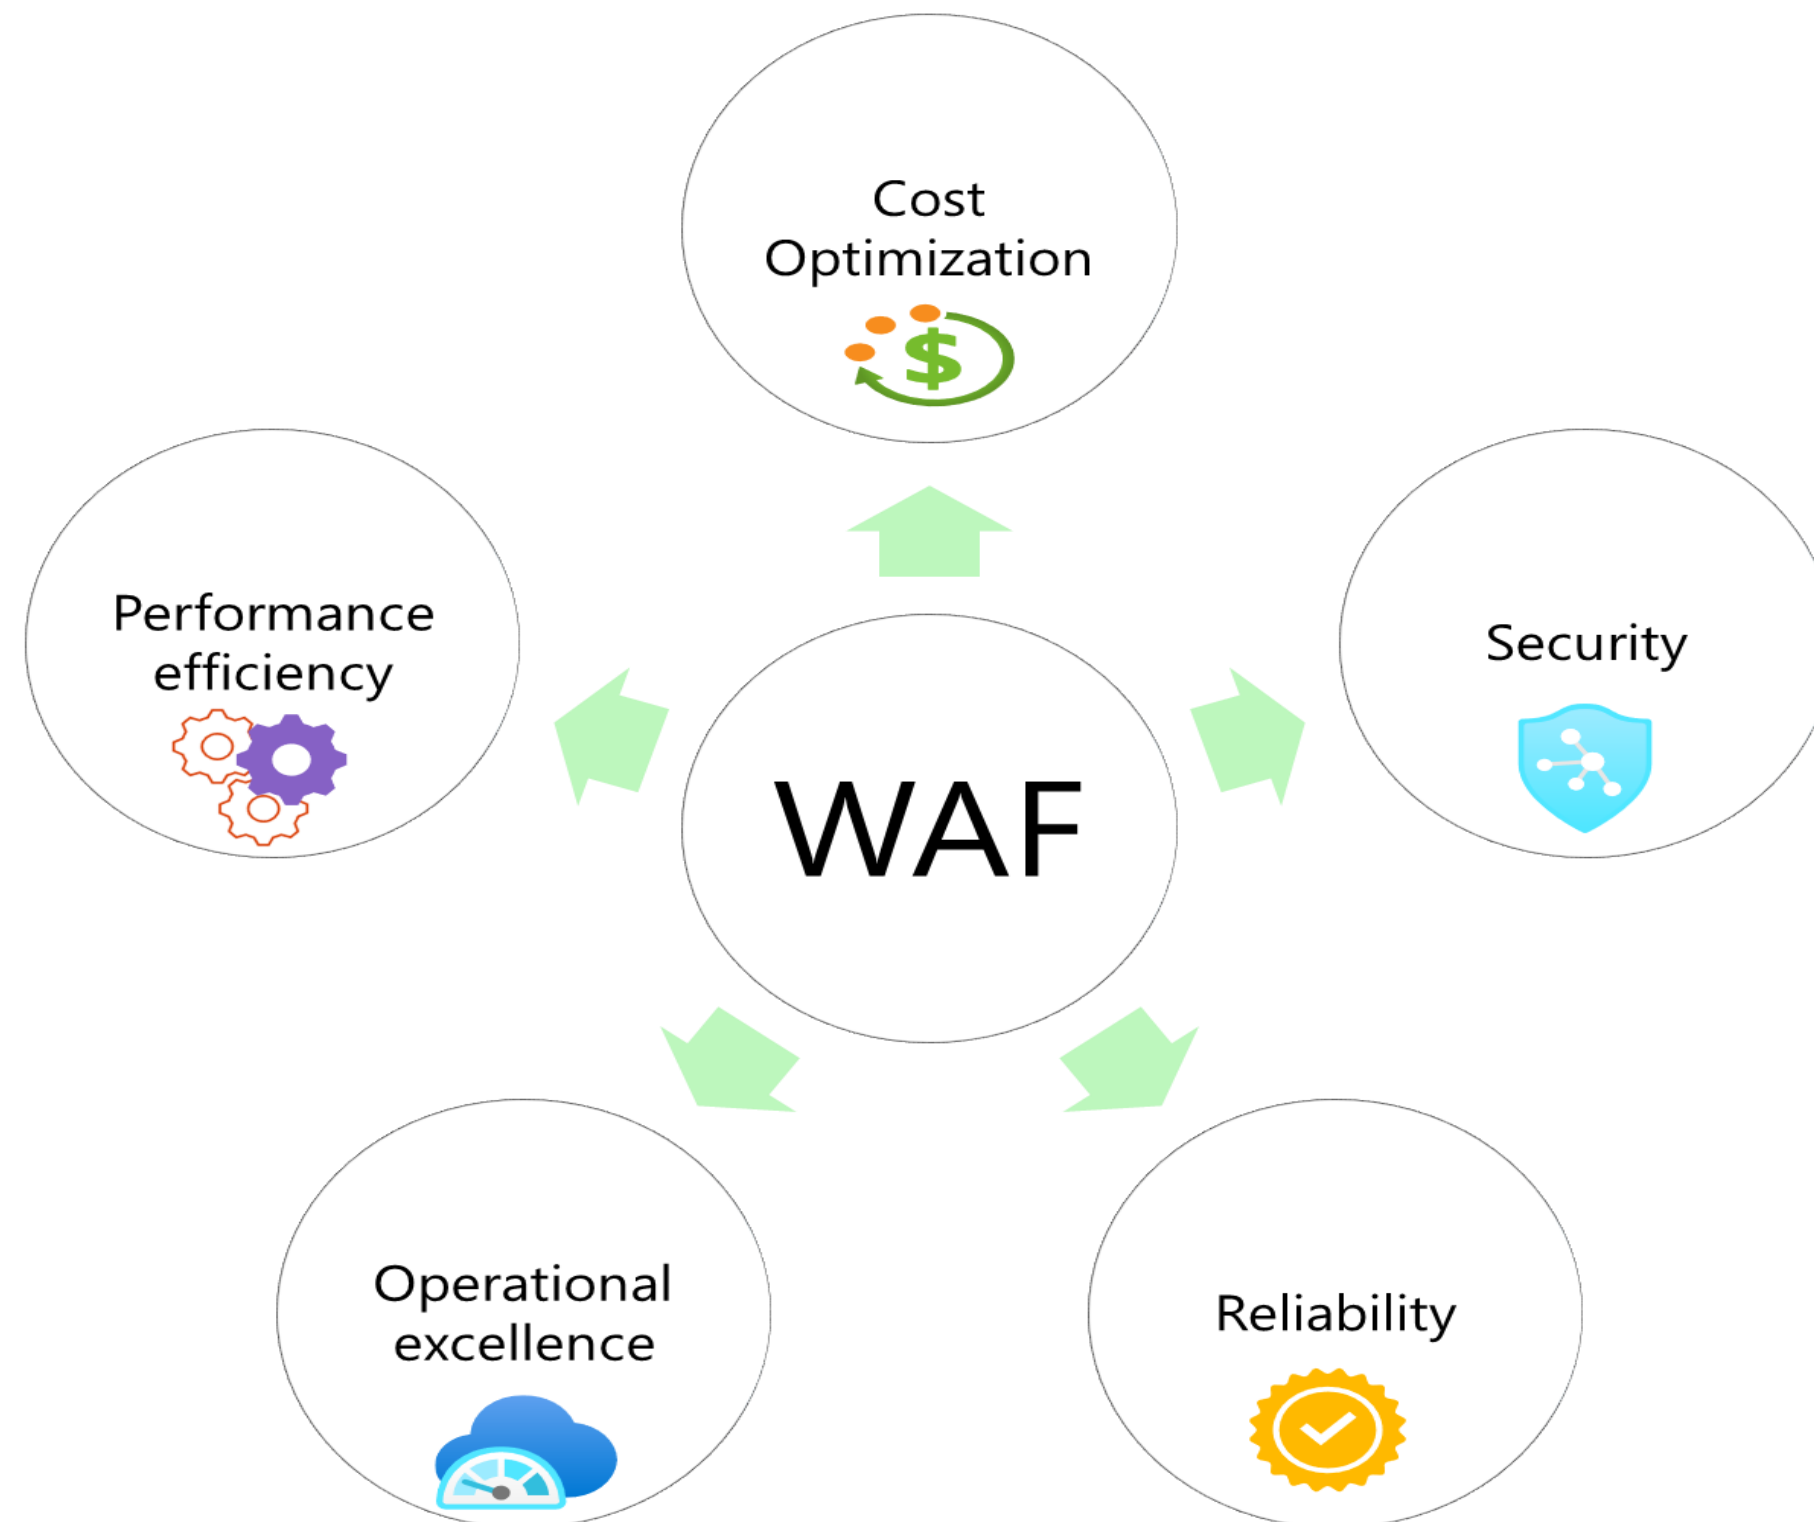 Cost
Optimization
Performance
efficiency
Security
WAF
Operational
excellence
Reliability